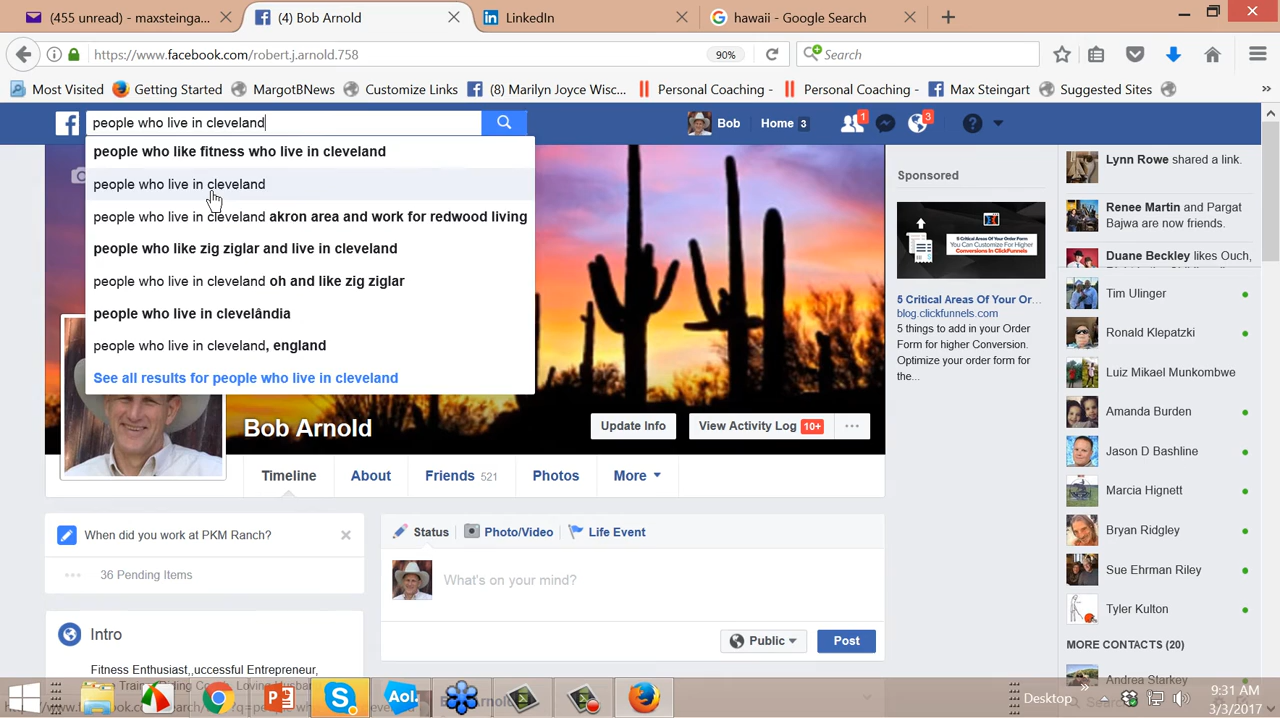 (455 unread) - maxsteinga...
(4) Bob Arnold
LinkedIn
hawaii - Google Search
https://www.facebook.com/robert.j.arnold.758
90%
Search
Most Visited
Getting Started
MargotBNews
Customize Links
(8) Marilyn Joyce Wisc...
Personal Coaching -
Personal Coaching -
Max Steingart
Suggested Sites
people who live in cleveland
Bob
Home 3
1
3
people who like fitness who live in cleveland
people who live in cleveland
people who live in cleveland akron area and work for redwood living
people who like zig ziglar and live in cleveland
people who live in cleveland oh and like zig ziglar
people who live in clevelândia
people who live in cleveland, england
See all results for people who live in cleveland
Bob Arnold
Update Info
View Activity Log 10+
Timeline
About
Friends 521
Photos
More
When did you work at PKM Ranch?
36 Pending Items
Intro
Fitness Enthusiast,,uccessful Entrepreneur,
Status
Photo/Video
Life Event
What's on your mind?
Public
Post
Sponsored
5 Critical Areas Of Your Order Form
You Can Customize For Higher
Conversions In ClickFunnels
5 Critical Areas Of Your Or...
blog.clickfunnels.com
5 things to add in your Order
Form for higher Conversion.
Optimize your order form for
the...
Lynn Rowe shared a link.
Renee Martin and Pargat
Bajwa are now friends.
Duane Beckley likes Ouch,
Tim Ulinger
Ronald Klepatzki
Luiz Mikael Munkombwe
Amanda Burden
Jason D Bashline
Marcia Hignett
Bryan Ridgley
Sue Ehrman Riley
Tyler Kulton
MORE CONTACTS (20)
Andrea Starkey
Aol.
Desktop
9:31 AM
3/3/2017